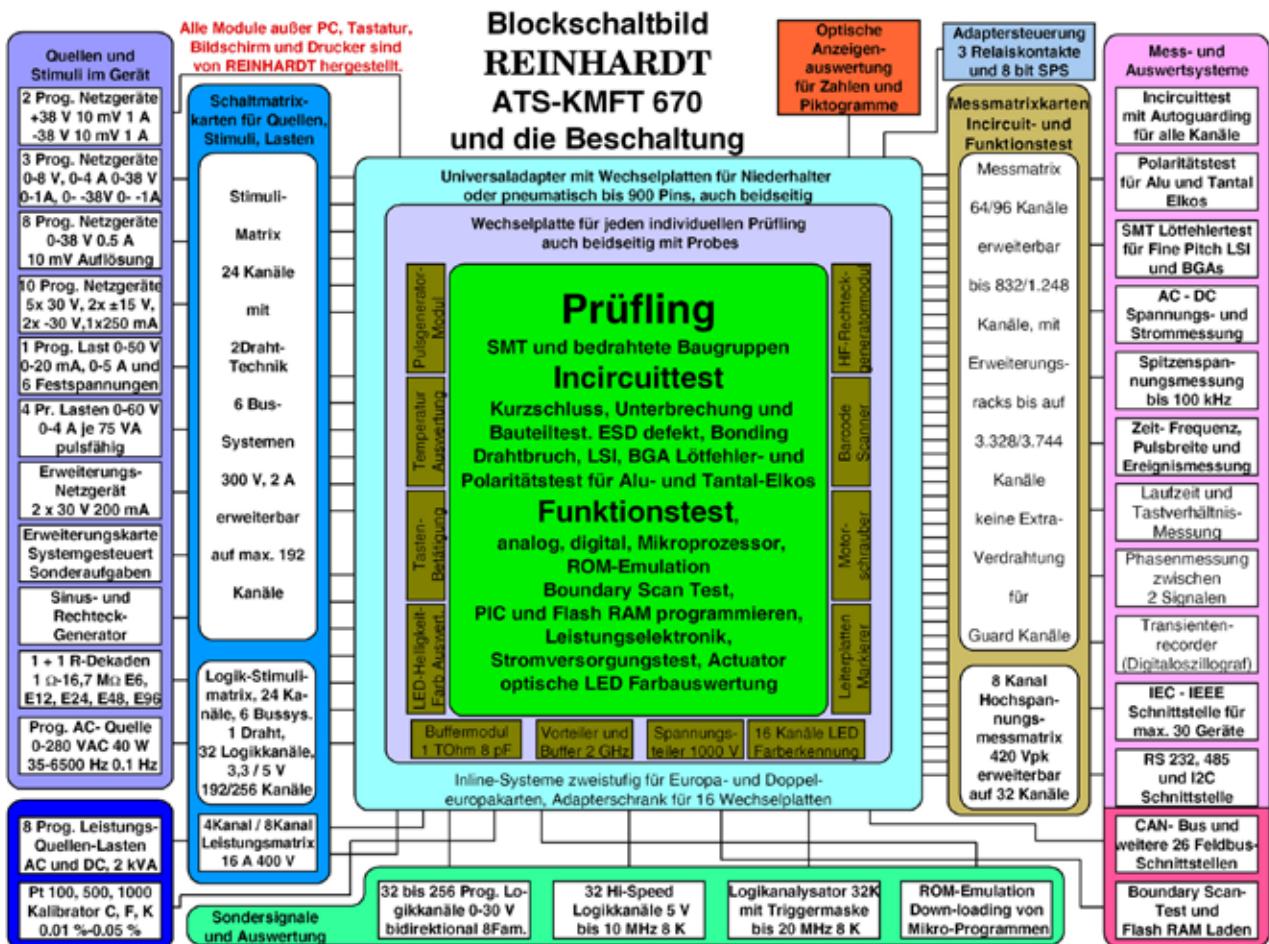 Blockschaltbild
REINHARDT
ATS-KMFT 670
und die Beschaltung
Alle Module außer PC, Tastatur,
Bildschirm und Drucker sind
von REINHARDT hergestellt.
Quellen und
Stimuli im Gerät
2 Prog. Netzgeräte
+38 V 10 mV 1 A
-38 V 10 mV 1 A
3 Prog. Netzgeräte
0-8 V, 0-4 A 0-38 V
0-1A, 0- -38V 0- -1A
8 Prog. Netzgeräte
0-38 V 0.5 A
10 mV Auflösung
10 Prog. Netzgeräte
5x 30 V, 2x ±15 V,
2x -30 V,1x250 mA
1 Prog. Last 0-50 V
0-20 mA, 0-5 A und
6 Festspannungen
4 Pr. Lasten 0-60 V
0-4 A je 75 VA
pulsfähig
Erweiterungs-
Netzgerät
2 x 30 V 200 mA
Erweiterungskarte
Systemgesteuert
Sonderaufgaben
Sinus- und
Rechteck-
Generator
1 + 1 R-Dekaden
1 Ω-16,7 MΩ E6,
E12, E24, E48, E96
Prog. AC- Quelle
0-280 VAC 40 W
35-6500 Hz 0.1 Hz
8 Prog. Leistungs-
Quellen-Lasten
AC und DC, 2 kVA
Pt 100, 500, 1000
Kalibrator C, F, K
0.01 %-0.05 %
Schaltmatrix-
karten für Quellen,
Stimuli, Lasten
Stimuli-
Matrix
24 Kanäle
mit
2Draht-
Technik
6 Bus-
Systemen
300 V, 2 A
erweiterbar
auf max. 192
Kanäle
Logik-Stimuli-
matrix, 24 Ka-
näle, 6 Bussys.
1 Draht,
32 Logikkanäle,
3,3 / 5 V
192/256 Kanäle
4Kanal / 8Kanal
Leistungsmatrix
16 A 400 V
Universaladapter mit Wechselplatten für Niederhalter
oder pneumatisch bis 900 Pins, auch beidseitig
Wechselplatte für jeden individuellen Prüfling
auch beidseitig mit Probes
Pulsgenerator-
Modul
Temperatur
Auswertung
Tasten-
Betätigung
LED-Helligkeit
Farb Auswert.
Prüfling
SMT und bedrahtete Baugruppen
Incircuittest
Kurzschluss, Unterbrechung und
Bauteiltest. ESD defekt, Bonding
Drahtbruch, LSI, BGA Lötfehler- und
Polaritätstest für Alu- und Tantal-Elkos
Funktionstest,
analog, digital, Mikroprozessor,
ROM-Emulation
Boundary Scan Test,
PIC und Flash RAM programmieren,
Leistungselektronik,
Stromversorgungstest, Actuator
optische LED Farbauswertung
HF-Rechteck-
generatormodul
Barcode
Scanner
Motor-
schrauber
Leiterplatten
Markierer
Buffermodul
1 TOhm 8 pF
Vorteiler und
Buffer 2 GHz
Spannungs-
teiler 1000 V
16 Kanäle LED
Farberkennung
Inline-Systeme zweistufig für Europa- und Doppel-
europakarten, Adapterschrank für 16 Wechselplatten
Sondersignale
und Auswertung
32 bis 256 Prog. Lo-
gikkanäle 0-30 V
bidirektional 8Fam.
32 Hi-Speed
Logikkanäle 5 V
bis 10 MHz 8 K
Logikanalysator 32K
mit Triggermaske
bis 20 MHz 8 K
ROM-Emulation
Down-loading von
Mikro-Programmen
Optische
Anzeigen-
auswertung
für Zahlen und
Piktogramme
Adaptersteuerung
3 Relaiskontakte
und 8 bit SPS
Messmatrixkarten
Incircuit- und
Funktionstest
Messmatrix
64/96 Kanäle
erweiterbar
bis 832/1.248
Kanäle, mit
Erweiterungs-
racks bis auf
3.328/3.744
Kanäle
keine Extra-
Verdrahtung
für
Guard Kanäle
8 Kanal
Hochspan-
nungs-
messmatrix
420 Vpk
erweiterbar
auf 32 Kanäle
Mess- und
Auswertsysteme
Incircuittest
mit Autoguarding
für alle Kanäle
Polaritätstest
für Alu und Tantal
Elkos
SMT Lötfehlertest
für Fine Pitch LSI
und BGAs
AC - DC
Spannungs- und
Strommessung
Spitzenspan-
nungsmessung
bis 100 kHz
Zeit- Frequenz,
Pulsbreite und
Ereignismessung
Laufzeit und
Tastverhältnis-
Messung
Phasenmessung
zwischen
2 Signalen
Transienten-
recorder
(Digitaloszillograf)
IEC - IEEE
Schnittstelle für
max. 30 Geräte
RS 232, 485
und I2C
Schnittstelle
CAN- Bus und
weitere 26 Feldbus-
Schnittstellen
Boundary Scan-
Test und
Flash RAM Laden